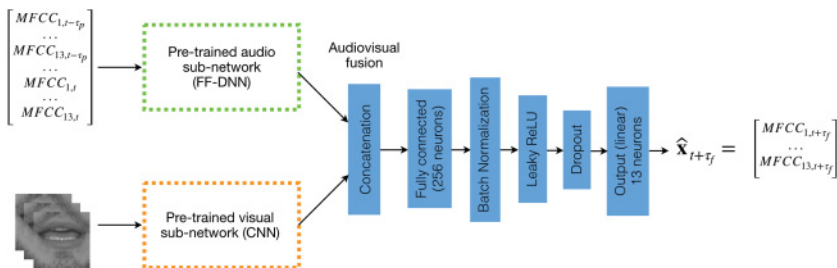 MFCC1,t−τp
...
MFCC13,t−τp
...
MFCC1,t
...
MFCC13,t
Pre-trained audio
sub-network
(FF-DNN)
Pre-trained visual
sub-network (CNN)
Audiovisual
fusion
Concatenation
Fully connected
(256 neurons)
Batch Normalization
Leaky ReLU
Dropout
Output (linear)
13 neurons
x̂t+τf =
MFCC1,t+τf
...
MFCC13,t+τf